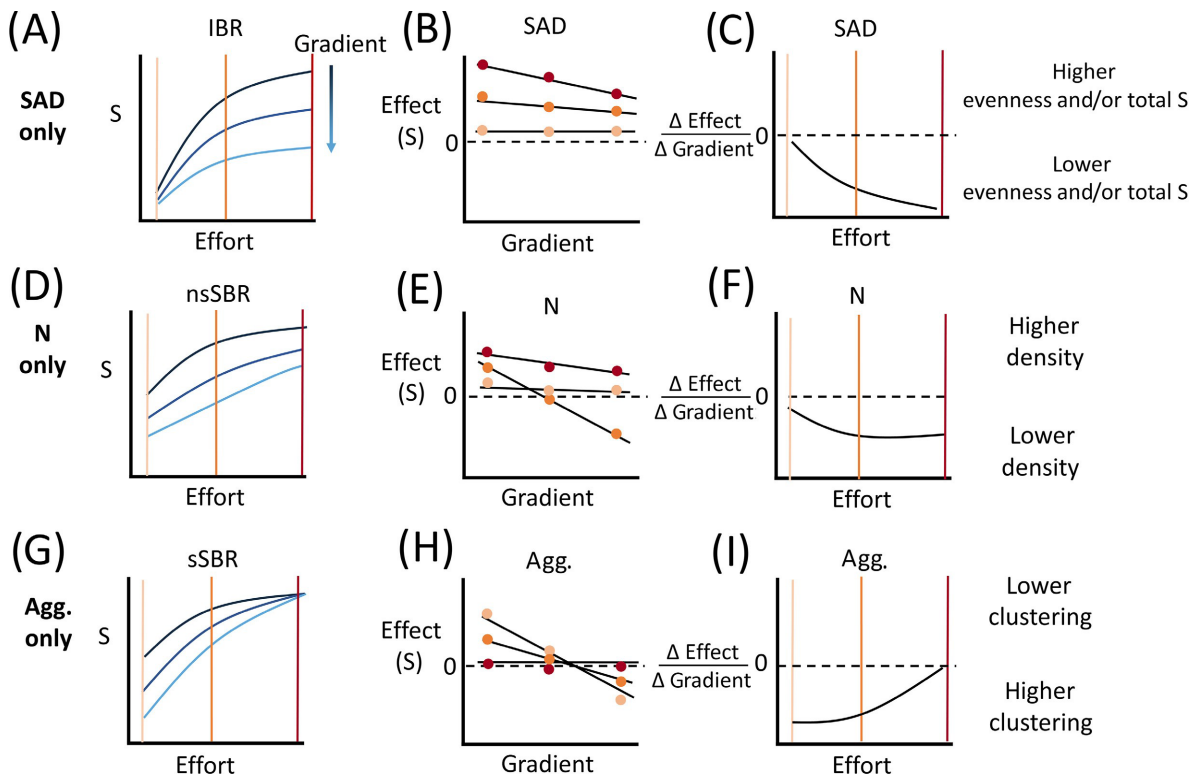 (A)
IBR
Gradient
SAD
only
S
Effort
(B)
SAD
Effect
(S)
0
Gradient
(C)
SAD
Δ Effect
Δ Gradient
0
Effort
Higher
evenness and/or total S
Lower
evenness and/or total S
(D)
nsSBR
N
only
S
Effort
(E)
N
Effect
(S)
0
Gradient
(F)
N
Δ Effect
Δ Gradient
0
Effort
Higher
density
Lower
density
(G)
sSBR
Agg.
only
S
Effort
(H)
Agg.
Effect
(S)
0
Gradient
(I)
Agg.
Δ Effect
Δ Gradient
0
Effort
Lower
clustering
Higher
clustering